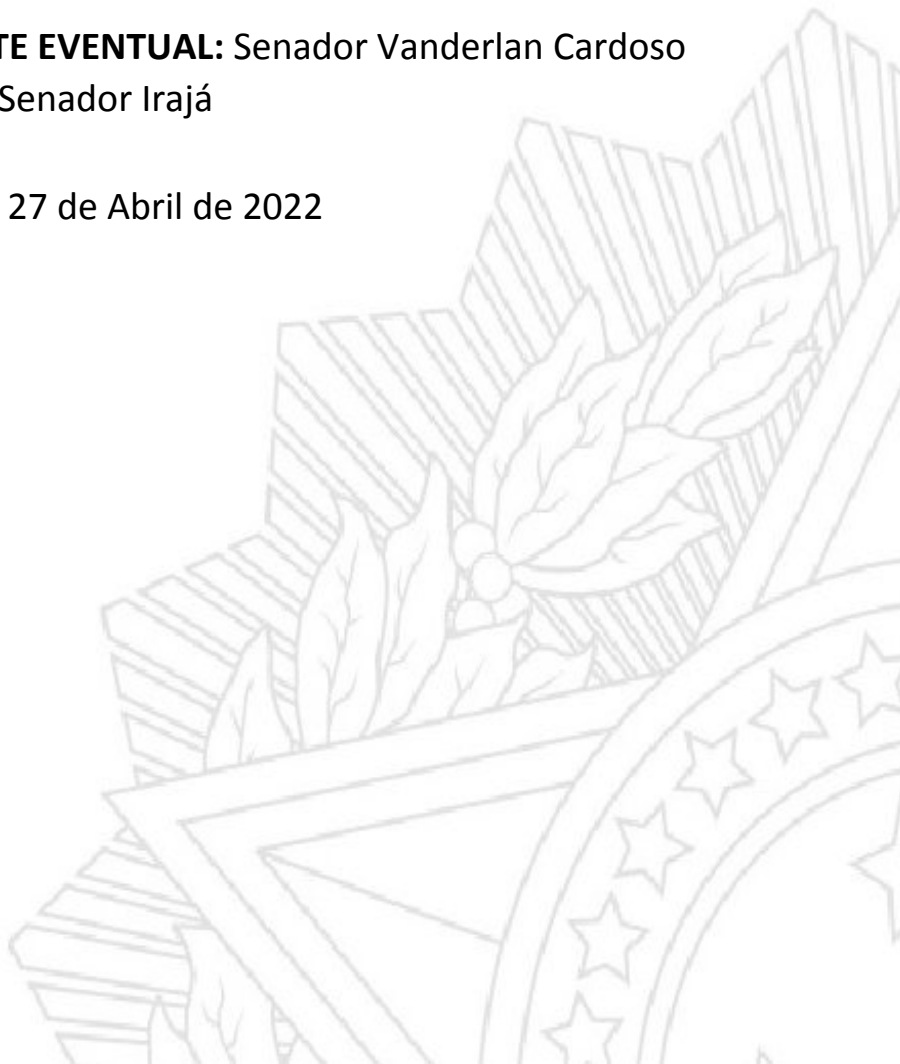 TE EVENTUAL: Senador Vanderlan Cardoso
Senador Irajá
27 de Abril de 2022